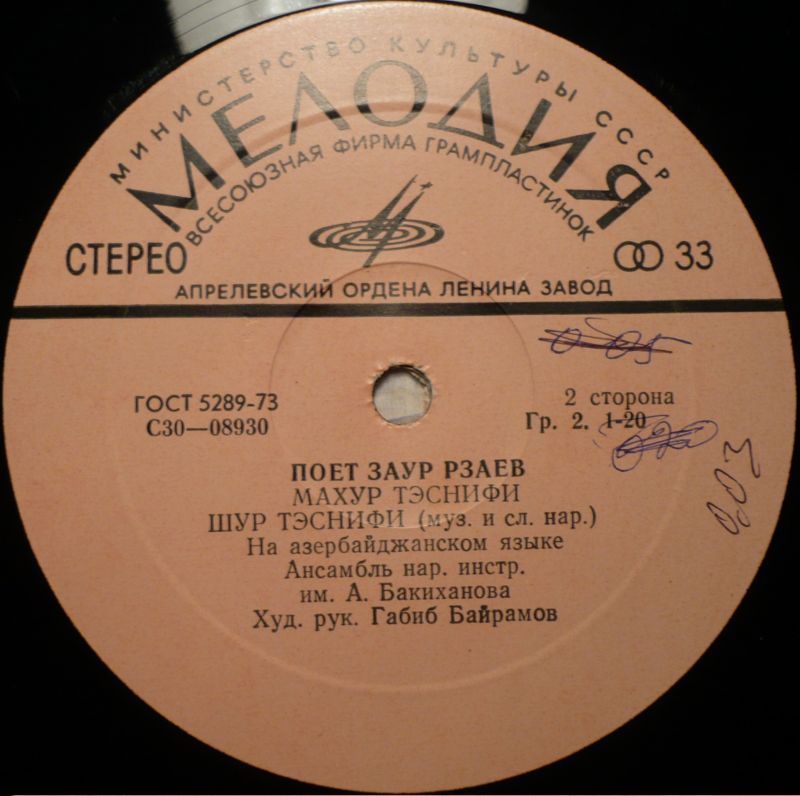 МИНИСТЕРСТВО КУЛЬТУРЫ СССР
МЕЛОДИЯ
ВСЕСОЮЗНАЯ ФИРМА ГРАМПЛАСТИНОК
СТЕРЕО
33
АПРЕЛЕВСКИЙ ОРДЕНА ЛЕНИНА ЗАВОД
ГОСТ 5289-73
С30—08930
2 сторона
Гр. 2. 1-20
ПОЕТ ЗАУР РЗАЕВ
МАХУР ТЭСНИФИ
ШУР ТЭСНИФИ (муз. и сл. нар.)
На азербайджанском языке
Ансамбль нар. инстр.
им. А. Бакиханова
Худ. рук. Габиб Байрамов